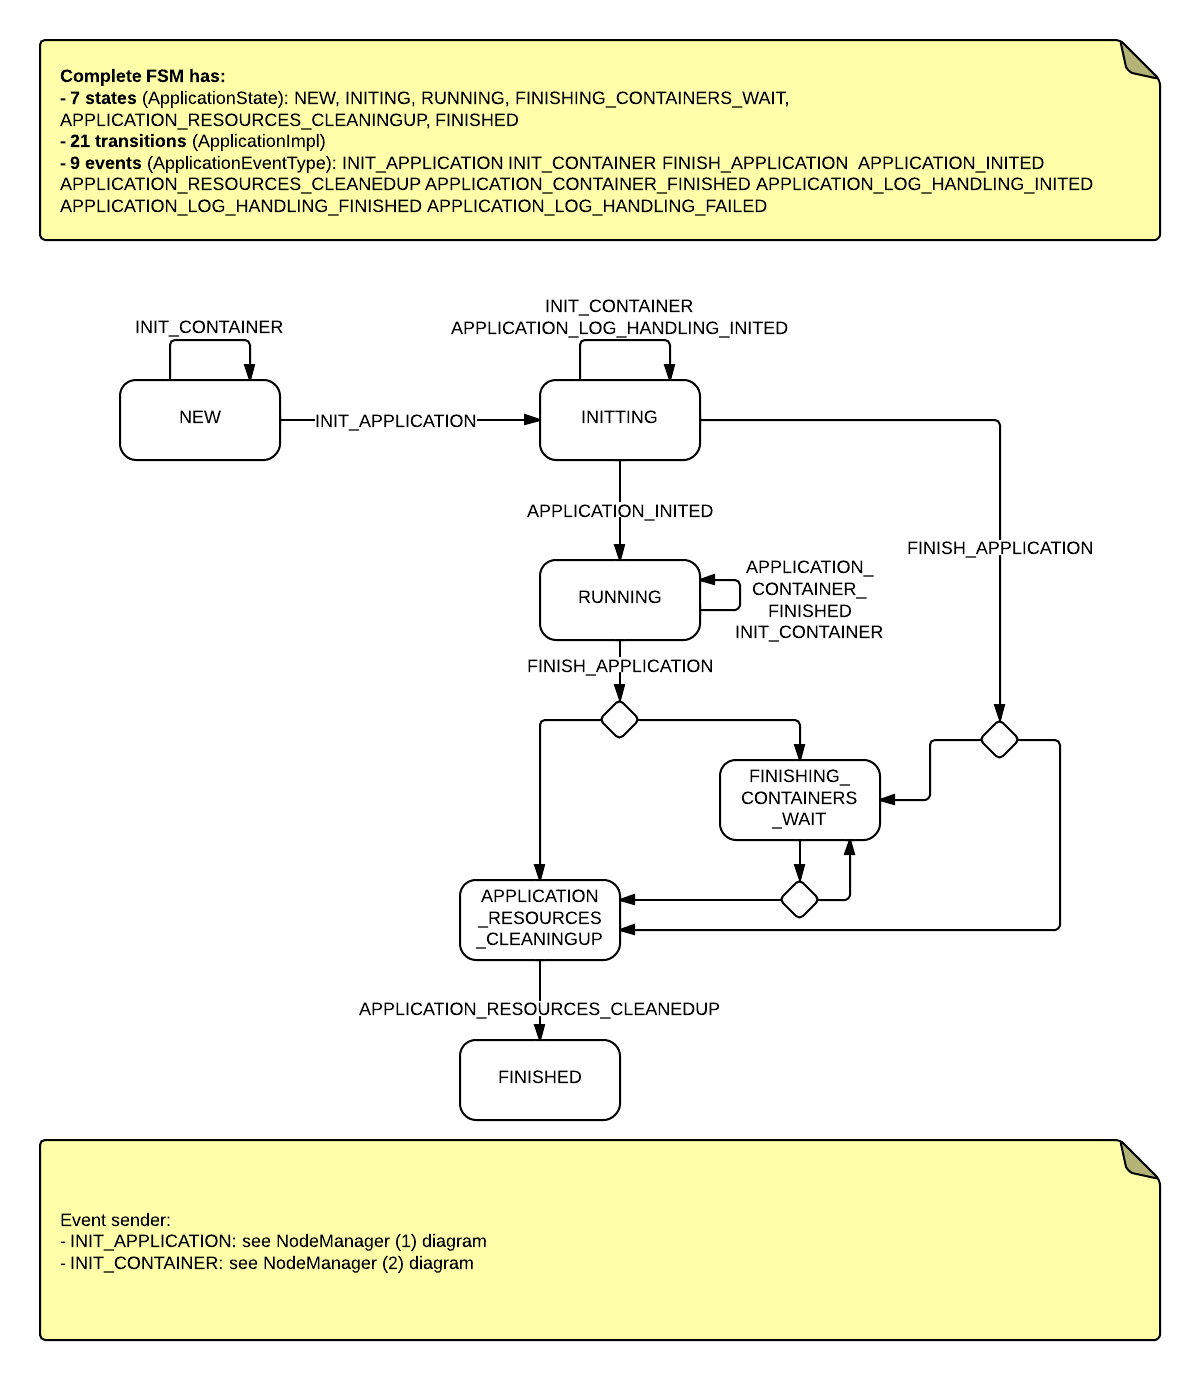 Complete FSM has:
- 7 states (ApplicationState): NEW, INITING, RUNNING, FINISHING_CONTAINERS_WAIT,
APPLICATION_RESOURCES_CLEANINGUP, FINISHED
- 21 transitions (ApplicationImpl)
- 9 events (ApplicationEventType): INIT_APPLICATION INIT_CONTAINER FINISH_APPLICATION  APPLICATION_INITED
APPLICATION_RESOURCES_CLEANEDUP APPLICATION_CONTAINER_FINISHED APPLICATION_LOG_HANDLING_INITED
APPLICATION_LOG_HANDLING_FINISHED APPLICATION_LOG_HANDLING_FAILED
INIT_CONTAINER
INIT_CONTAINER
APPLICATION_LOG_HANDLING_INITED
NEW
INIT_APPLICATION
INITTING
APPLICATION_INITED
FINISH_APPLICATION
RUNNING
APPLICATION_
CONTAINER_
FINISHED
INIT_CONTAINER
FINISH_APPLICATION
FINISHING_
CONTAINERS
_WAIT
APPLICATION
_RESOURCES
_CLEANINGUP
APPLICATION_RESOURCES_CLEANEDUP
FINISHED
Event sender:
- INIT_APPLICATION: see NodeManager (1) diagram
- INIT_CONTAINER: see NodeManager (2) diagram